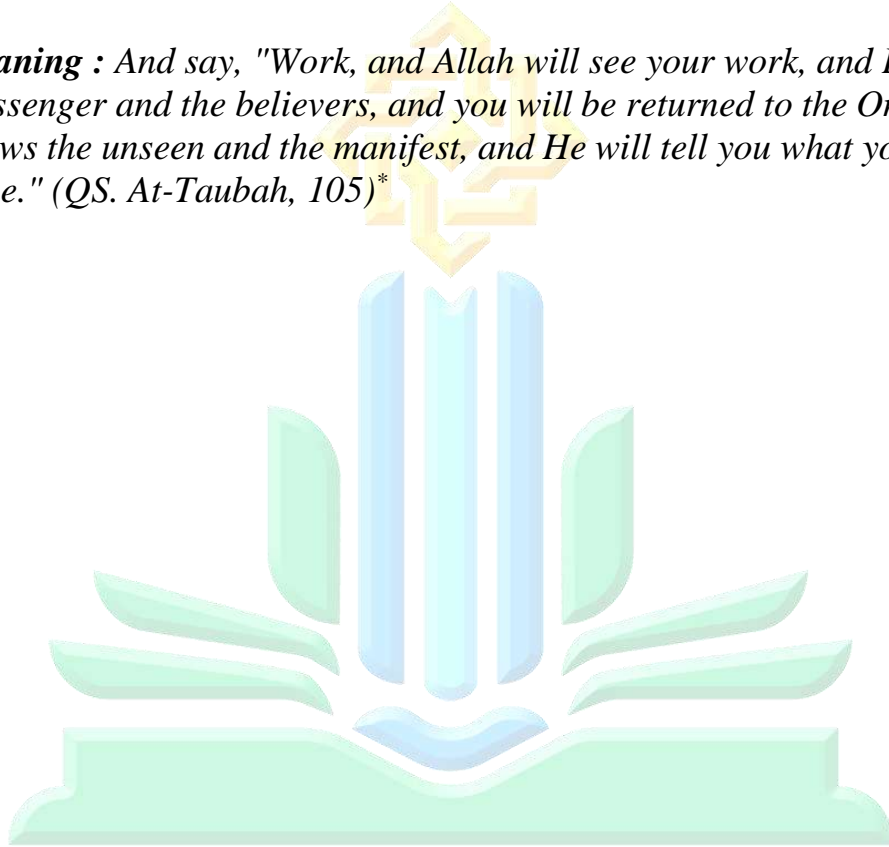 aning : And say, "Work, and Allah will see your work, and
ssenger and the believers, and you will be returned to the
ws the unseen and the manifest, and He will tell you what
e." (QS. At-Taubah, 105)*